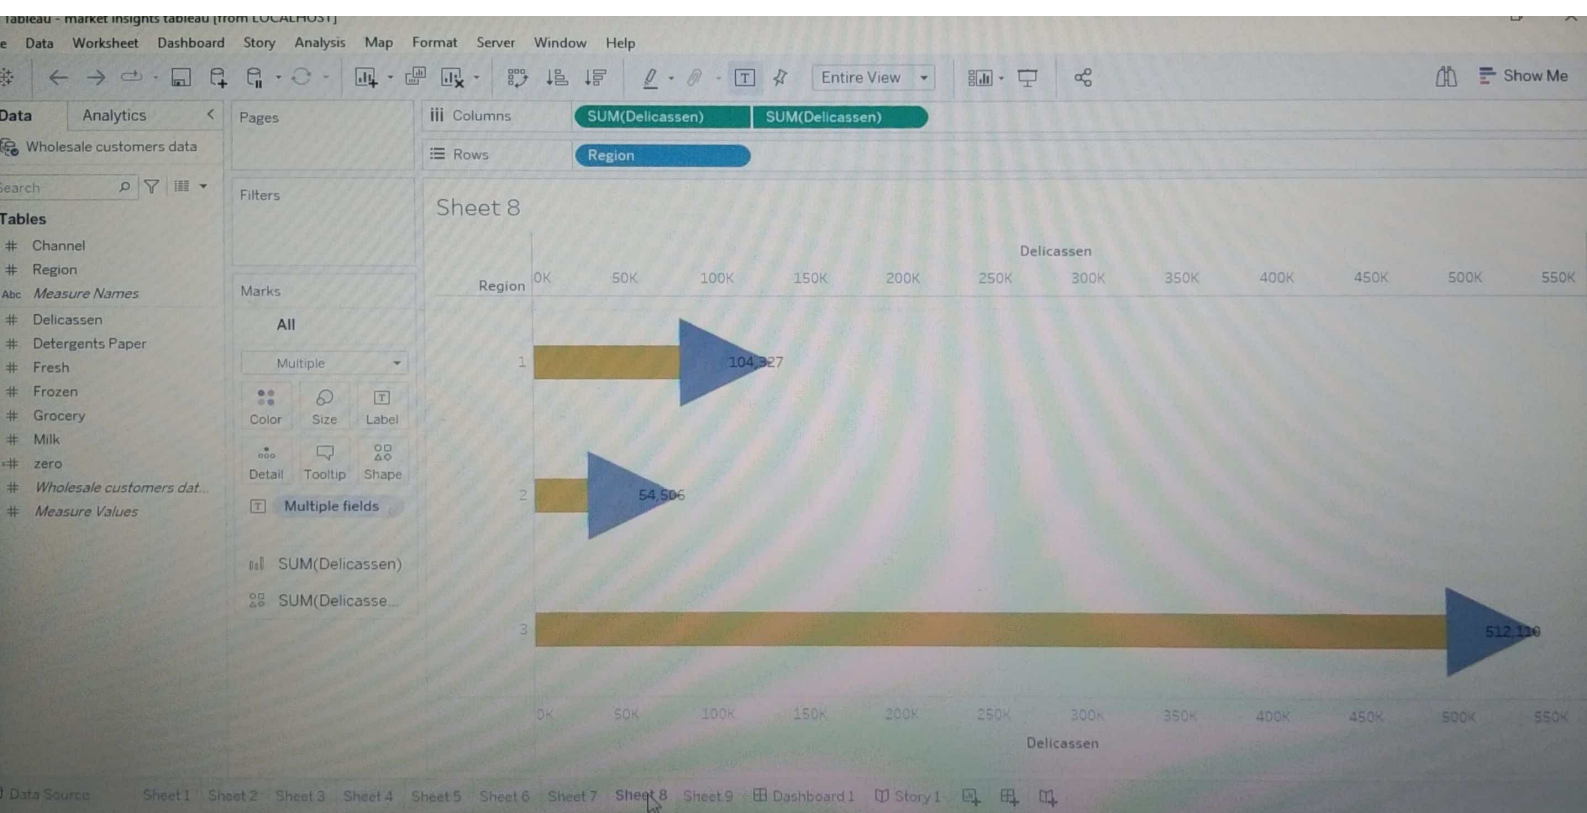 Tableau - market insights tableau [from LOCALHOST]
e Data Worksheet Dashboard Story Analysis Map Format Server Window Help
Entire View Show Me
Data Analytics
Wholesale customers data
Search
Tables
# Channel
# Region
Abc Measure Names
# Delicassen
# Detergents Paper
# Fresh
# Frozen
# Grocery
# Milk
=# zero
# Wholesale customers dat...
# Measure Values
Pages
Filters
Marks
All
Multiple
Color Size Label
Detail Tooltip Shape
Multiple fields
SUM(Delicassen)
SUM(Delicasse...
iii Columns SUM(Delicassen) SUM(Delicassen)
Rows Region
Sheet 8
Delicassen
Region 0K 50K 100K 150K 200K 250K 300K 350K 400K 450K 500K 550K
1 104,327
2 54,506
3 512,110
0K 50K 100K 150K 200K 250K 300K 350K 400K 450K 500K 550K
Delicassen
Data Source Sheet 1 Sheet 2 Sheet 3 Sheet 4 Sheet 5 Sheet 6 Sheet 7 Sheet 8 Sheet 9 Dashboard 1 Story 1